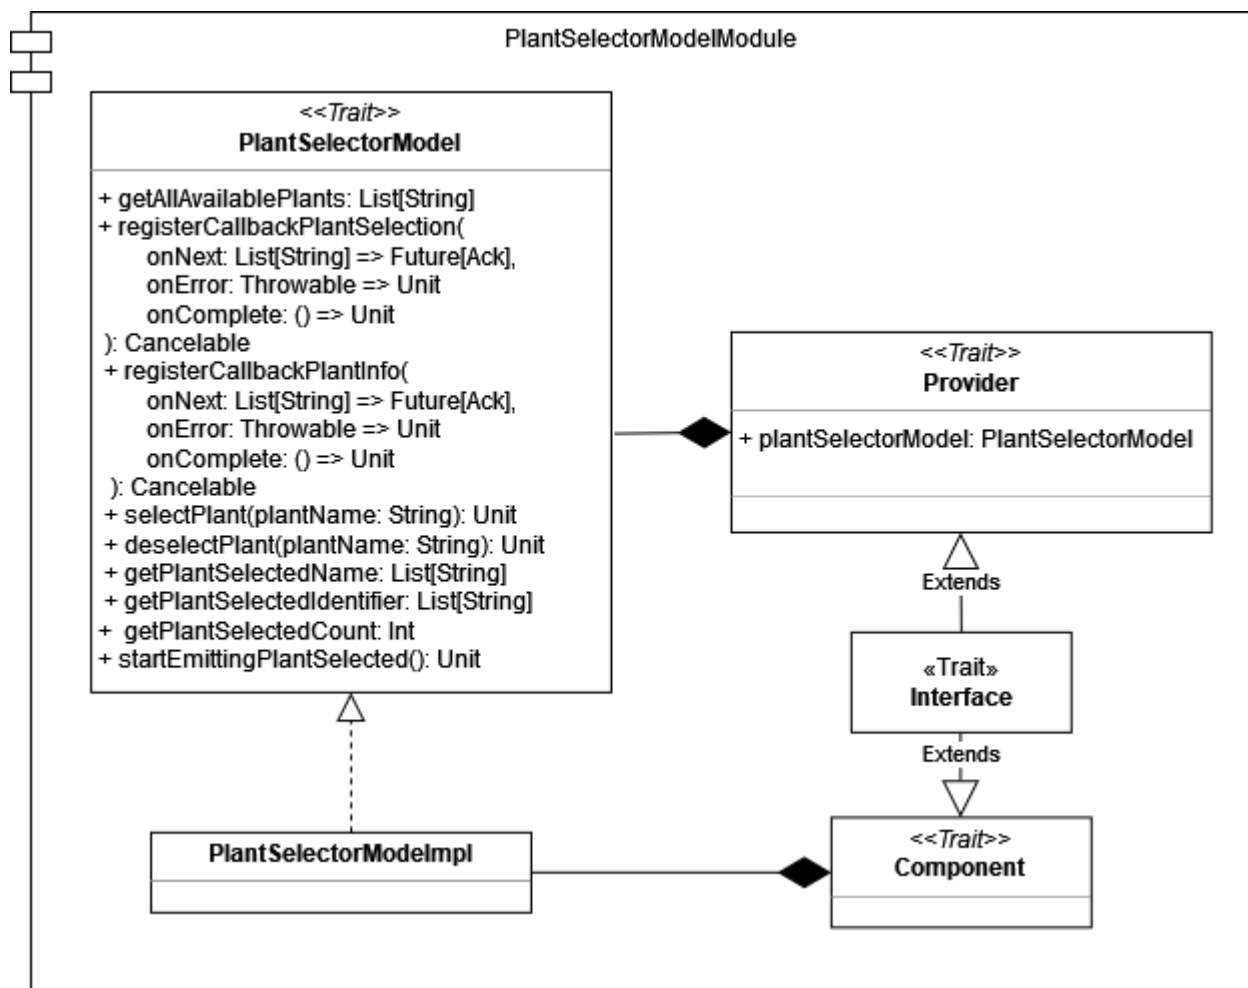 PlantSelectorModelModule
<<Trait>>
PlantSelectorModel
+ getAllAvailablePlants: List[String]
+ registerCallbackPlantSelection(
onNext: List[String] => Future[Ack],
onError: Throwable => Unit
onComplete: () => Unit
): Cancelable
+ registerCallbackPlantInfo(
onNext: List[String] => Future[Ack],
onError: Throwable => Unit
onComplete: () => Unit
): Cancelable
+ selectPlant(plantName: String): Unit
+ deselectPlant(plantName: String): Unit
+ getPlantSelectedName: List[String]
+ getPlantSelectedIdentifier: List[String]
+ getPlantSelectedCount: Int
+ startEmittingPlantSelected(): Unit
<<Trait>>
Provider
+ plantSelectorModel: PlantSelectorModel
Extends
«Trait»
Interface
Extends
<<Trait>>
Component
PlantSelectorModeImpl